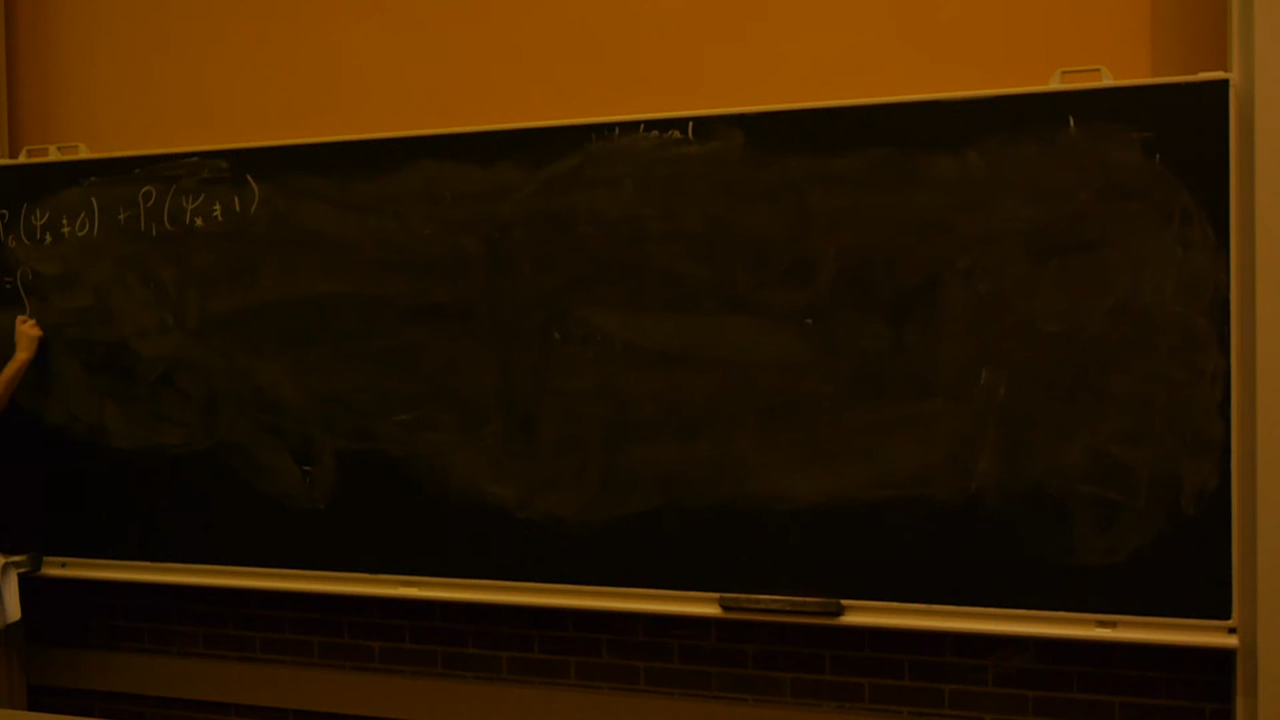 P₀(ψ* ≠ 0) + P₁(ψ* ≠ 1)
= ∫